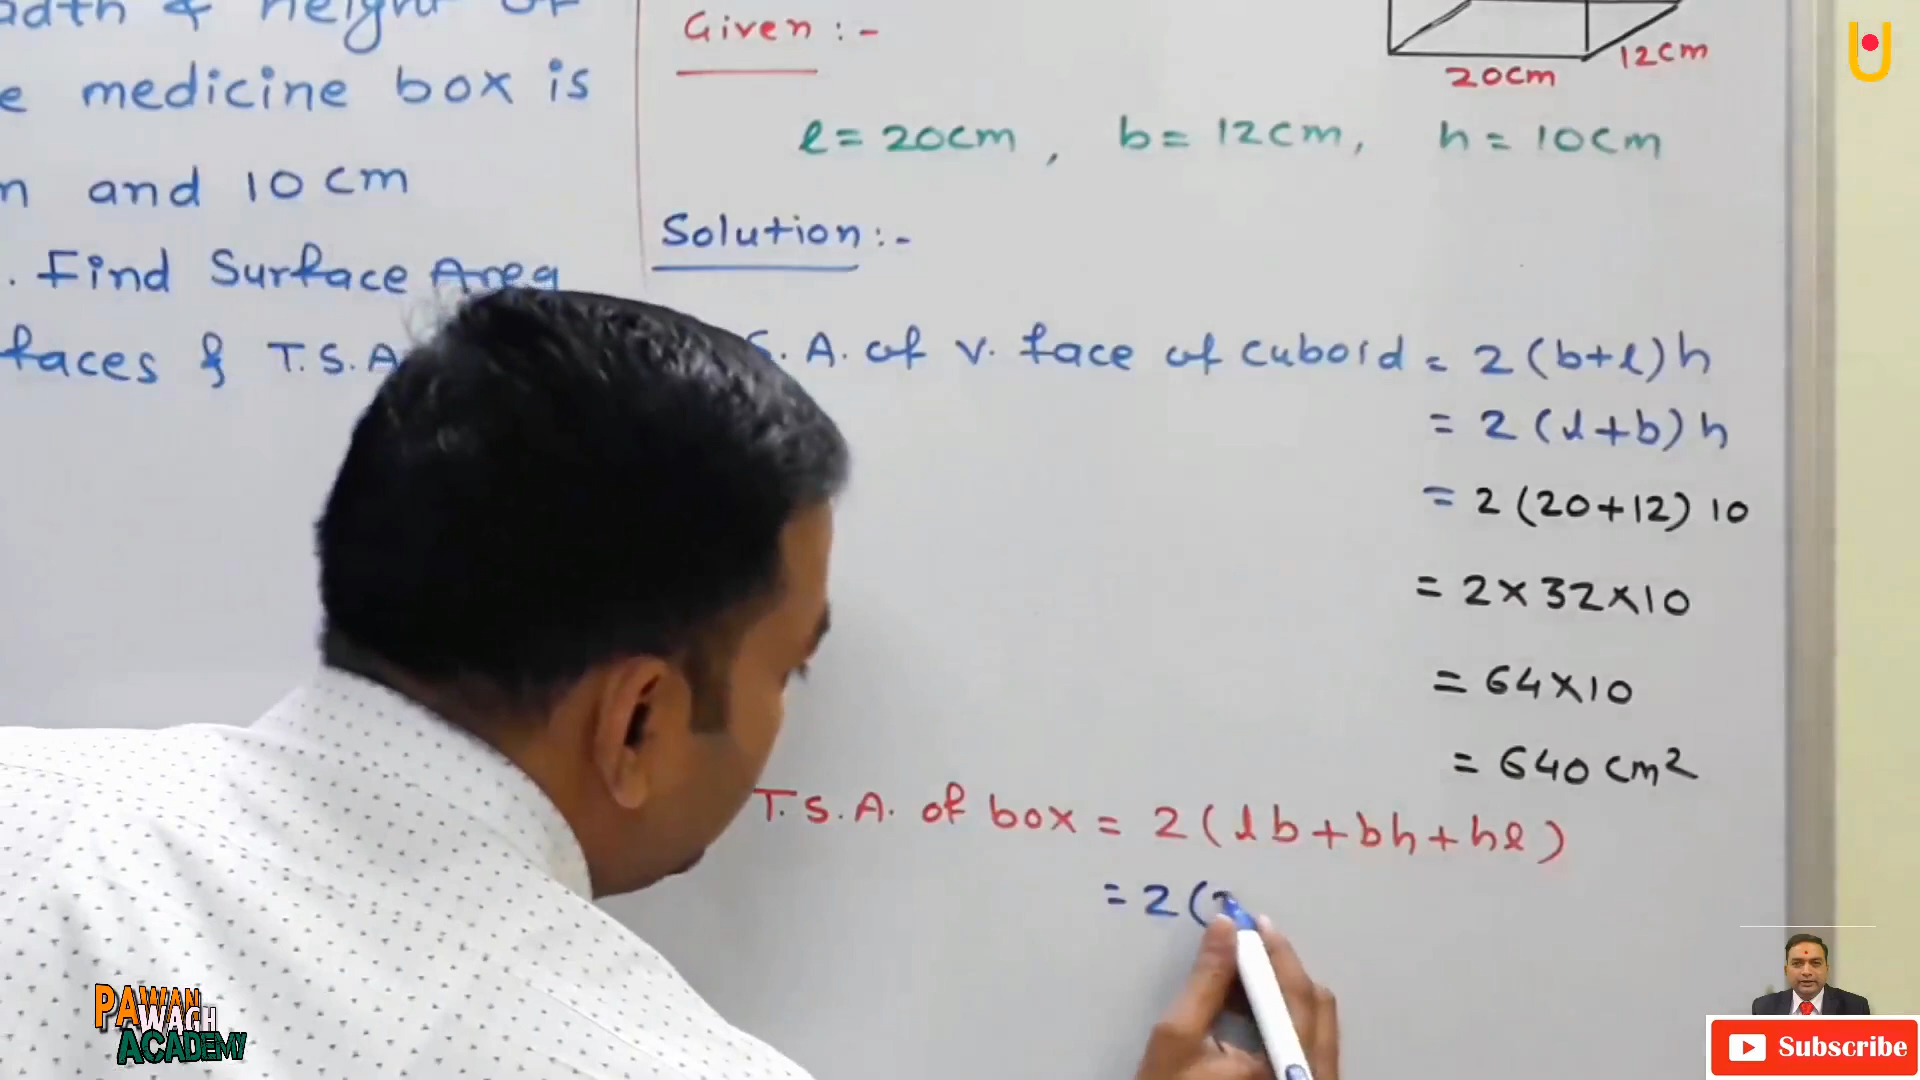 height of
e medicine box is
and 10 cm
. Find Surface Area
faces & T.S.A
Given :-
20cm
12cm
l = 20cm , b = 12cm, h = 10cm
Solution :-
S. A. of v. face of cuboid = 2 (b+l) h
= 2 (l+b) h
= 2 (20+12) 10
= 2×32×10
= 64×10
= 640 cm²
T.S.A. of box = 2 (lb+bh+hl)
= 2 (
PAWAN
WAGH
ACADEMY
Subscribe